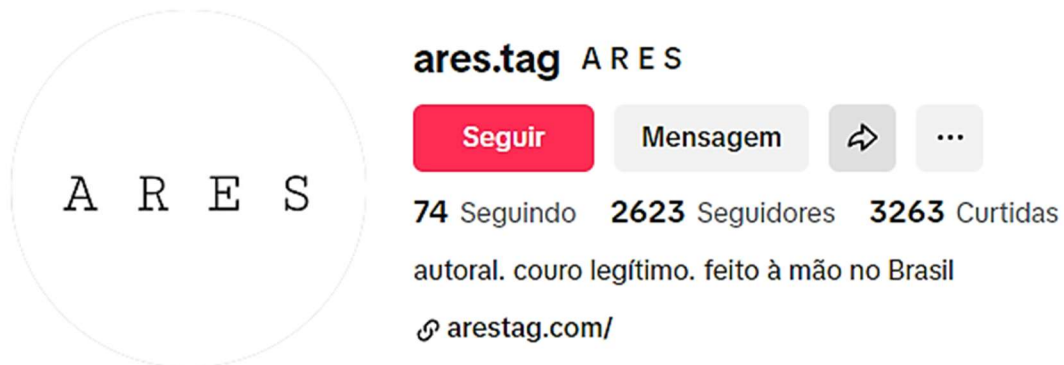 A R E S
ares.tag A R E S
Seguir Mensagem ...
74 Seguindo 2623 Seguidores 3263 Curtidas
autoral. couro legítimo. feito à mão no Brasil
arestag.com/